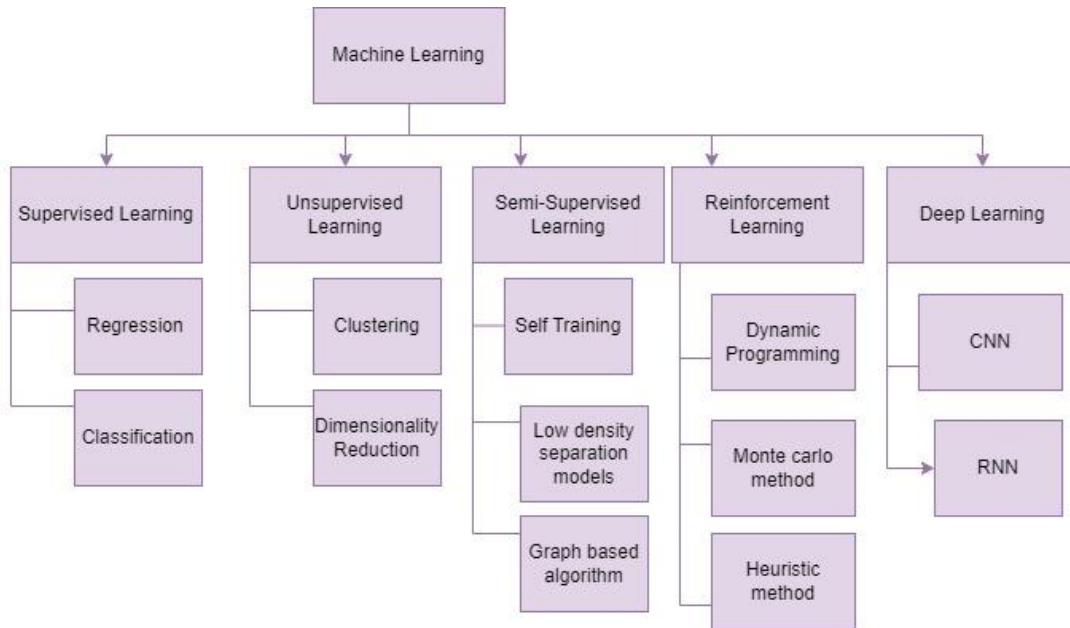 Machine Learning
Supervised Learning
Unsupervised
Learning
Semi-Supervised
Learning
Reinforcement
Learning
Deep Learning
Regression
Clustering
Self Training
Dynamic
Programming
CNN
Classification
Dimensionality
Reduction
Low density
separation
models
Monte carlo
method
RNN
Graph based
algorithm
Heuristic
method